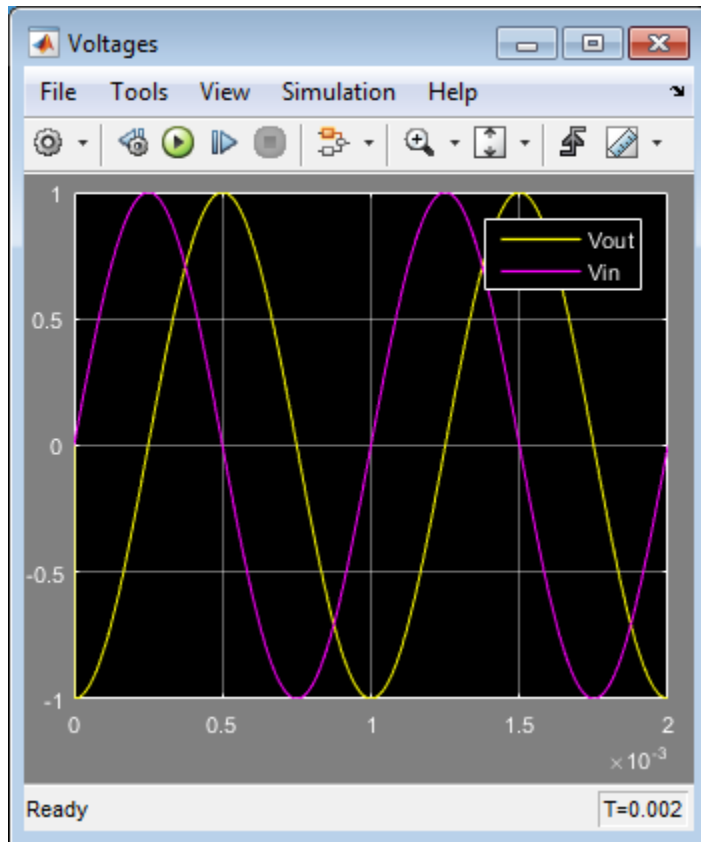 Voltages
File Tools View Simulation Help
Vout
Vin
1
0.5
0
-0.5
-1
0 0.5 1 1.5 2
×10-3
Ready T=0.002